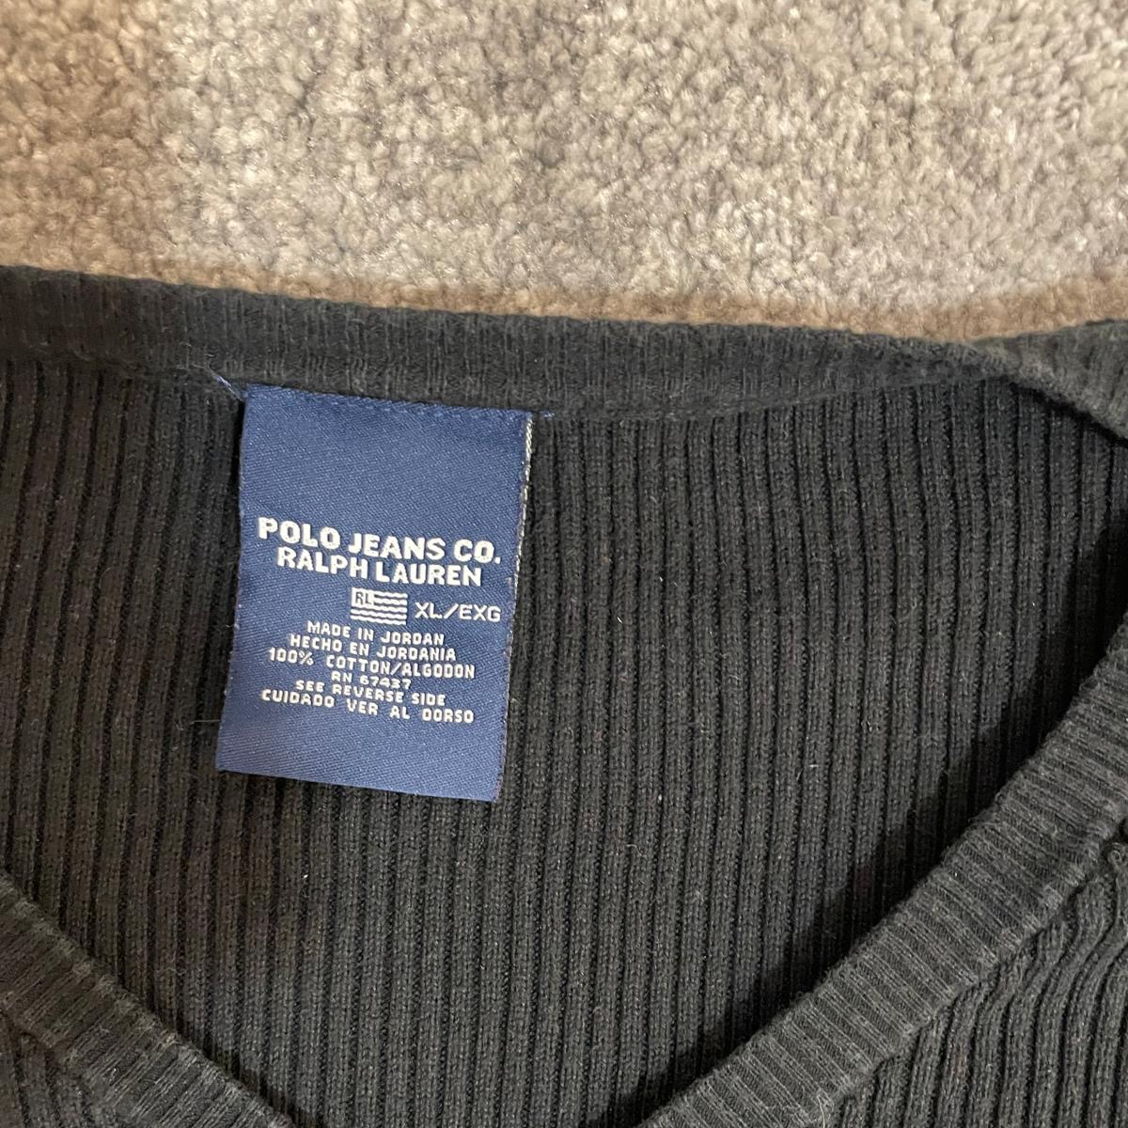 POLO JEANS CO.
RALPH LAUREN
RL XL/EXG
MADE IN JORDAN
HECHO EN JORDANIA
100% COTTON/ALGODON
RN 67437
SEE REVERSE SIDE
CUIDADO VER AL DORSO